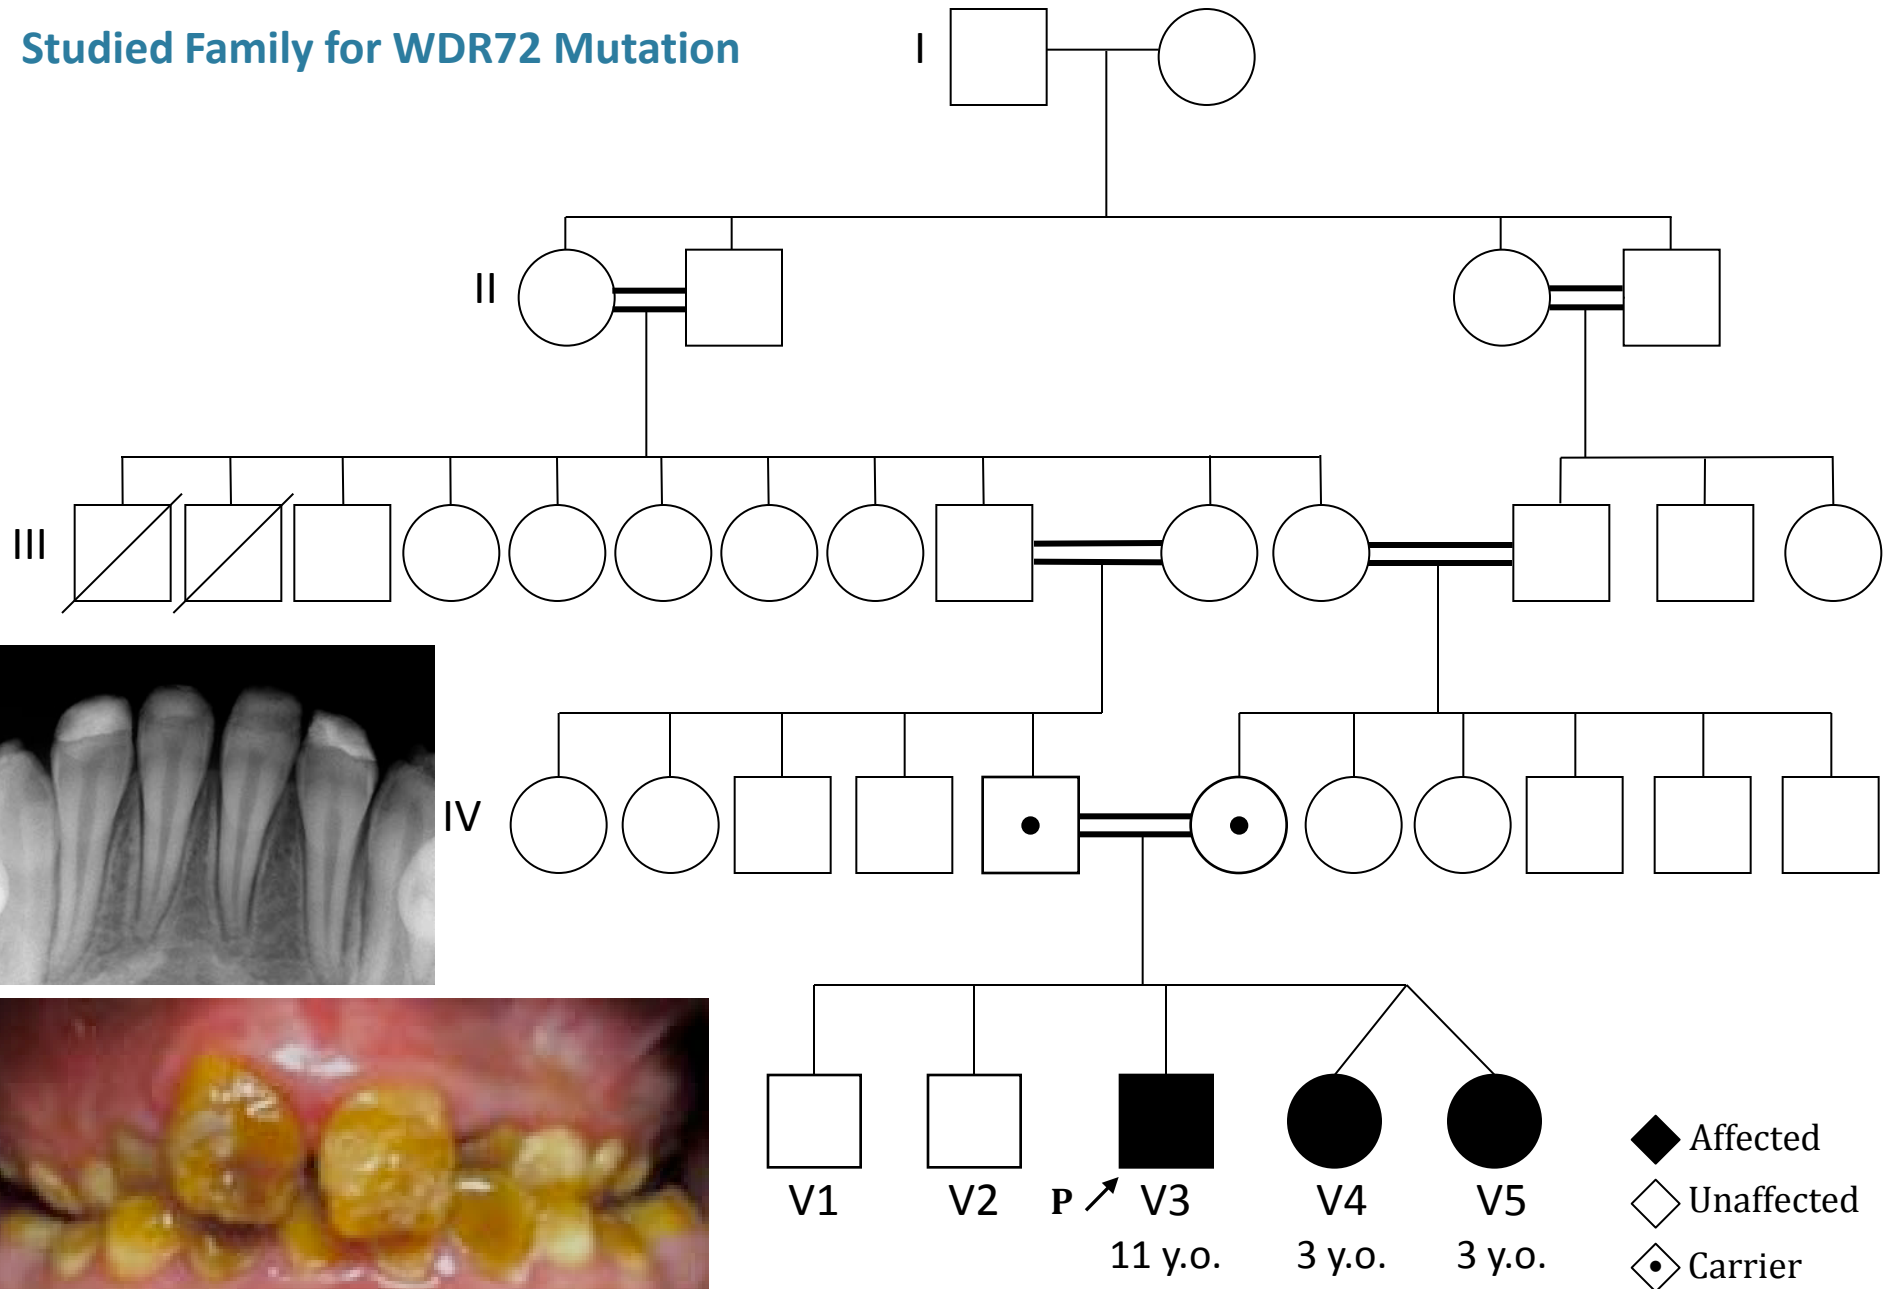 Studied Family for WDR72 Mutation
I
II
III
IV
V1 V2 P V3 V4 V5
11 y.o. 3 y.o. 3 y.o.
Affected
Unaffected
Carrier